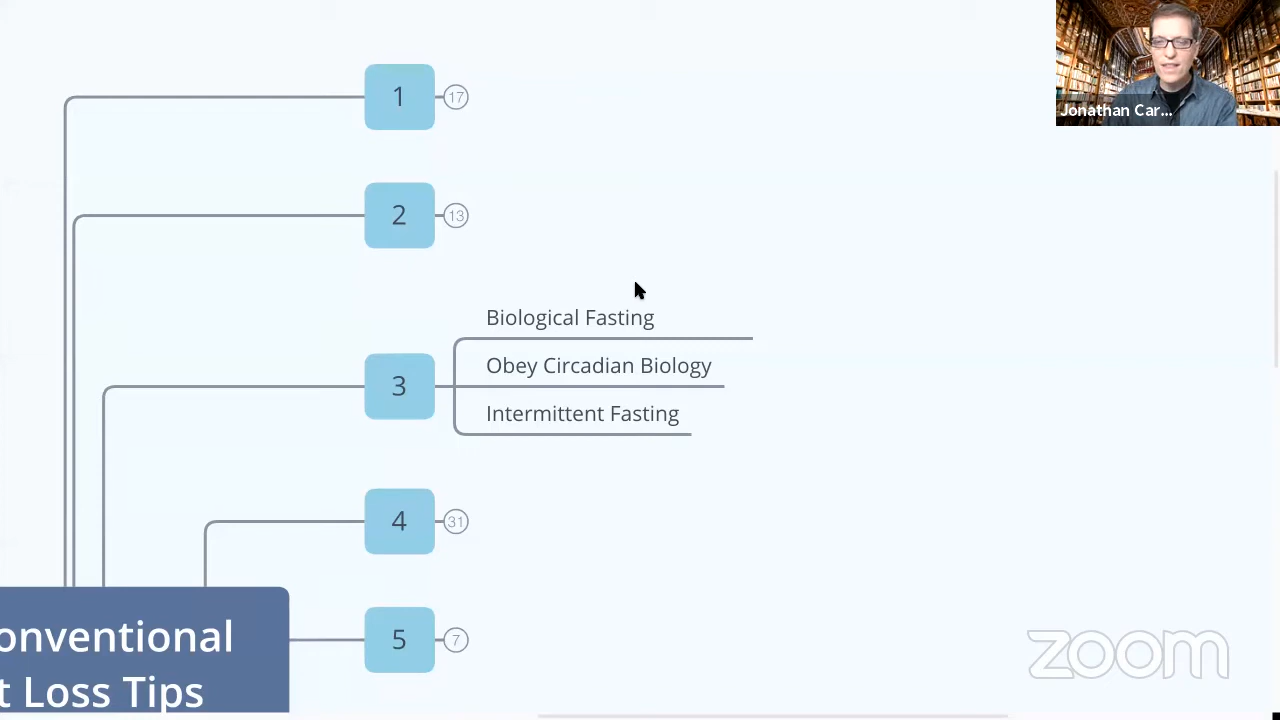 1
17
Jonathan Car...
2
13
3
Biological Fasting
Obey Circadian Biology
Intermittent Fasting
4
31
5
7
onventional
t Loss Tips
zoom